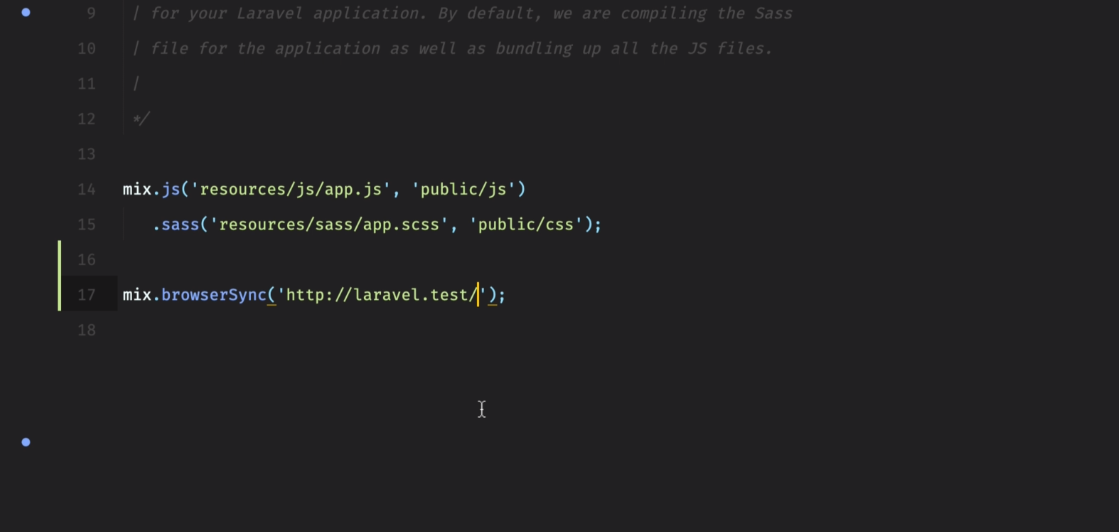 9 | for your Laravel application. By default, we are compiling the Sass
10 | file for the application as well as bundling up all the JS files.
11 |
12 */
13
14 mix.js('resources/js/app.js', 'public/js')
15 .sass('resources/sass/app.scss', 'public/css');
16
17 mix.browserSync('http://laravel.test/');
18